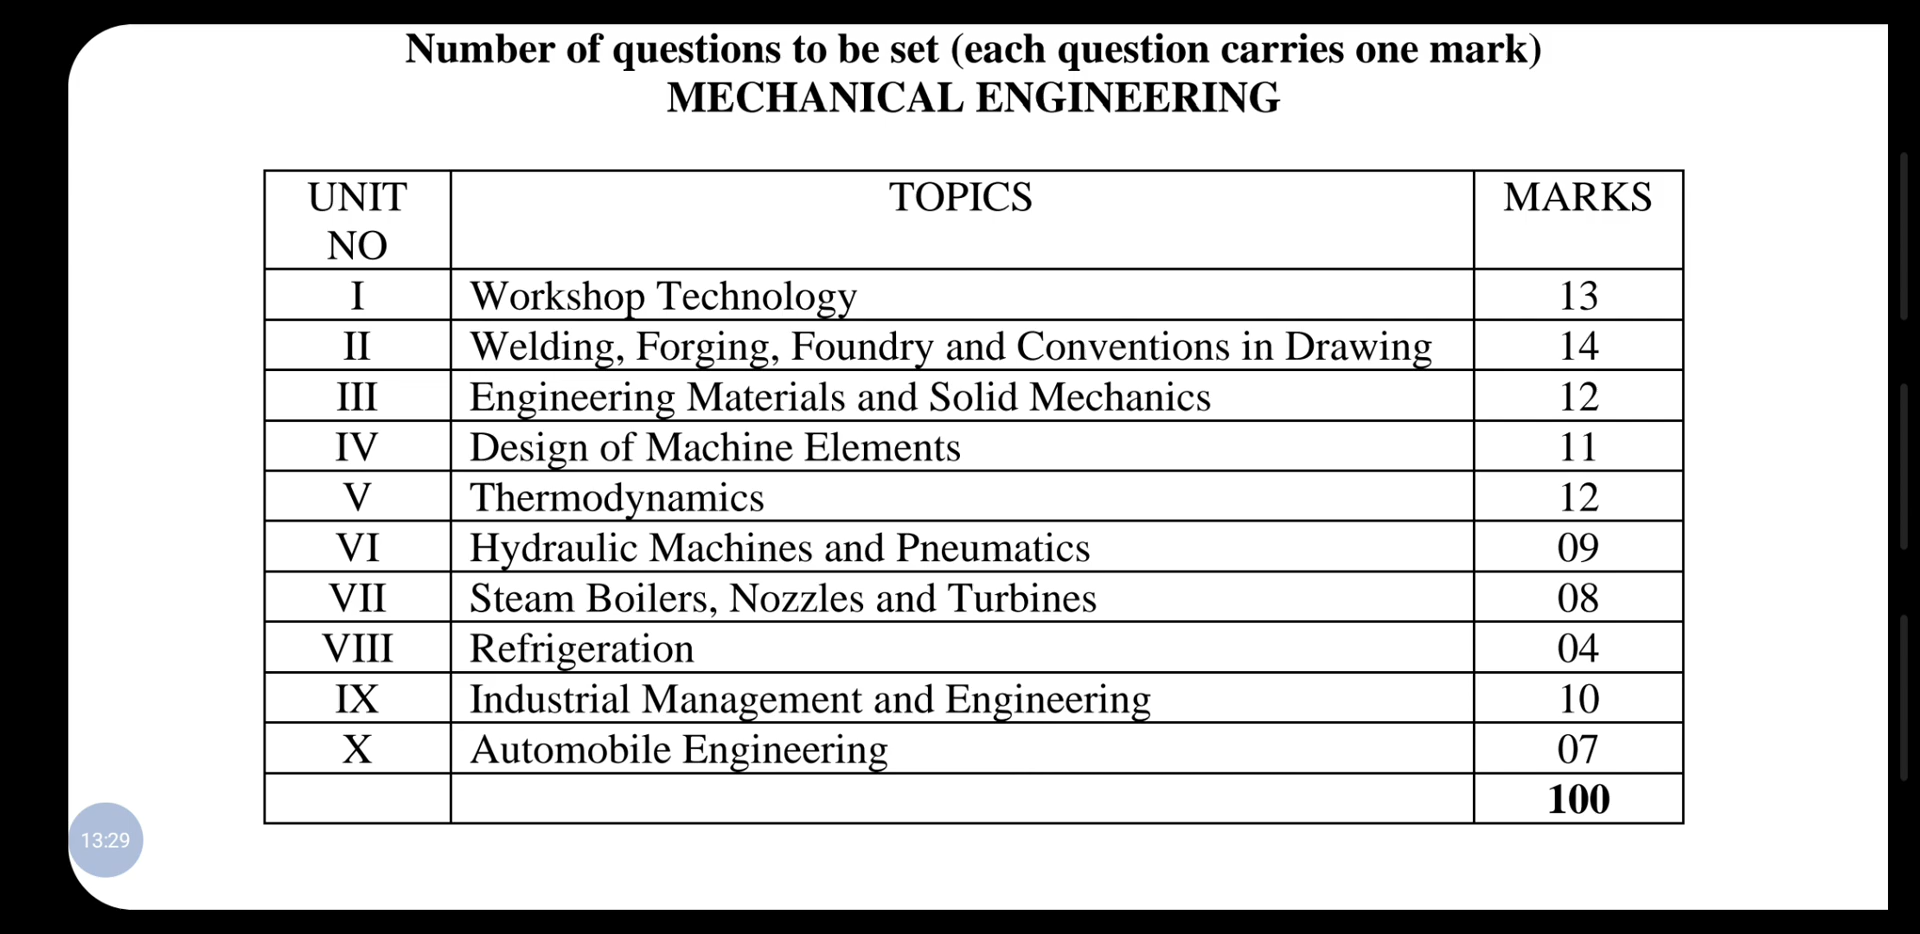 Number of questions to be set (each question carries one mark)
MECHANICAL ENGINEERING
UNIT NO TOPICS MARKS
I Workshop Technology 13
II Welding, Forging, Foundry and Conventions in Drawing 14
III Engineering Materials and Solid Mechanics 12
IV Design of Machine Elements 11
V Thermodynamics 12
VI Hydraulic Machines and Pneumatics 09
VII Steam Boilers, Nozzles and Turbines 08
VIII Refrigeration 04
IX Industrial Management and Engineering 10
X Automobile Engineering 07
100
13:29